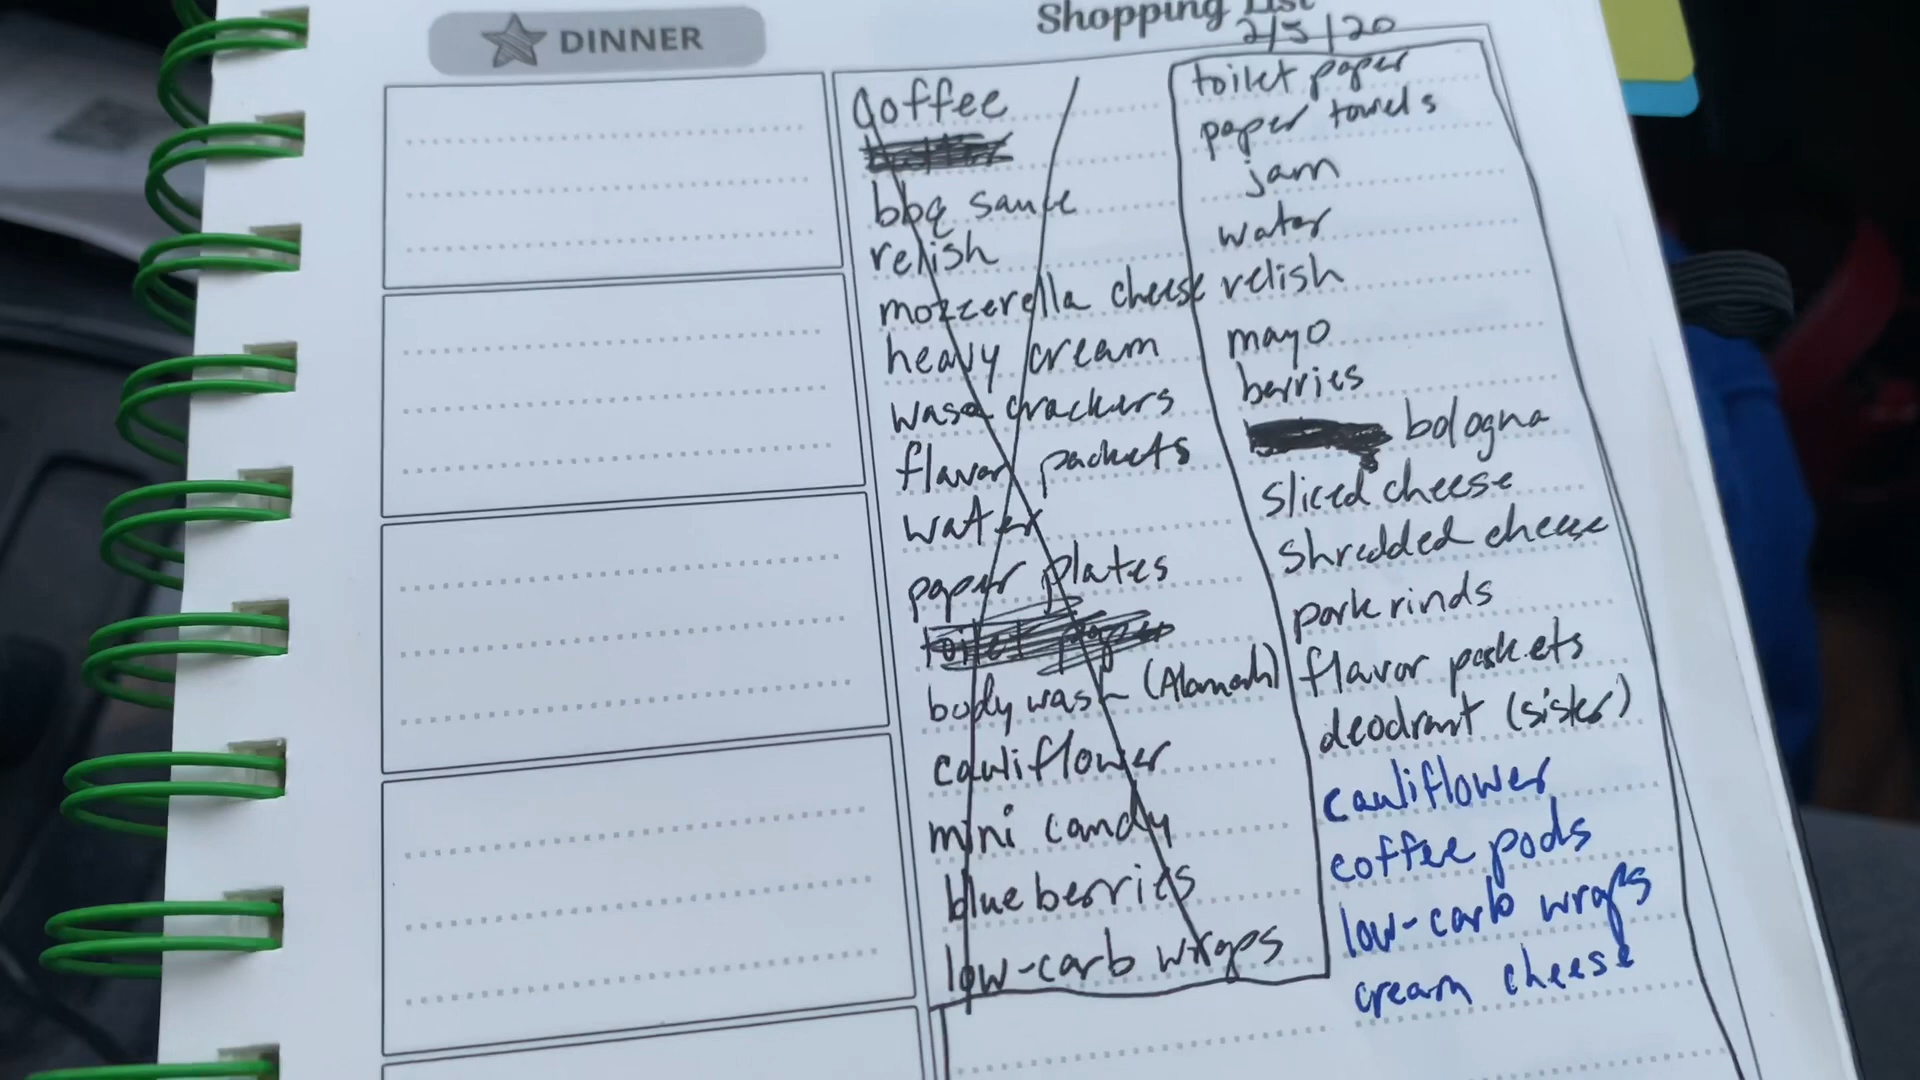 DINNER
Shopping List
2/5/20
Coffee
bbq sauce
relish
mozzerella cheese
heavy cream
wasa crackers
flavor packets
water
paper plates
toilet paper
body wash (Alannah)
cauliflower
mini candy
blueberries
low-carb wraps
toilet paper
paper towels
jam
water
relish
mayo
berries
bologna
sliced cheese
shredded cheese
pork rinds
flavor packets
deodrant (sister)
cauliflower
coffee pods
low-carb wraps
cream cheese